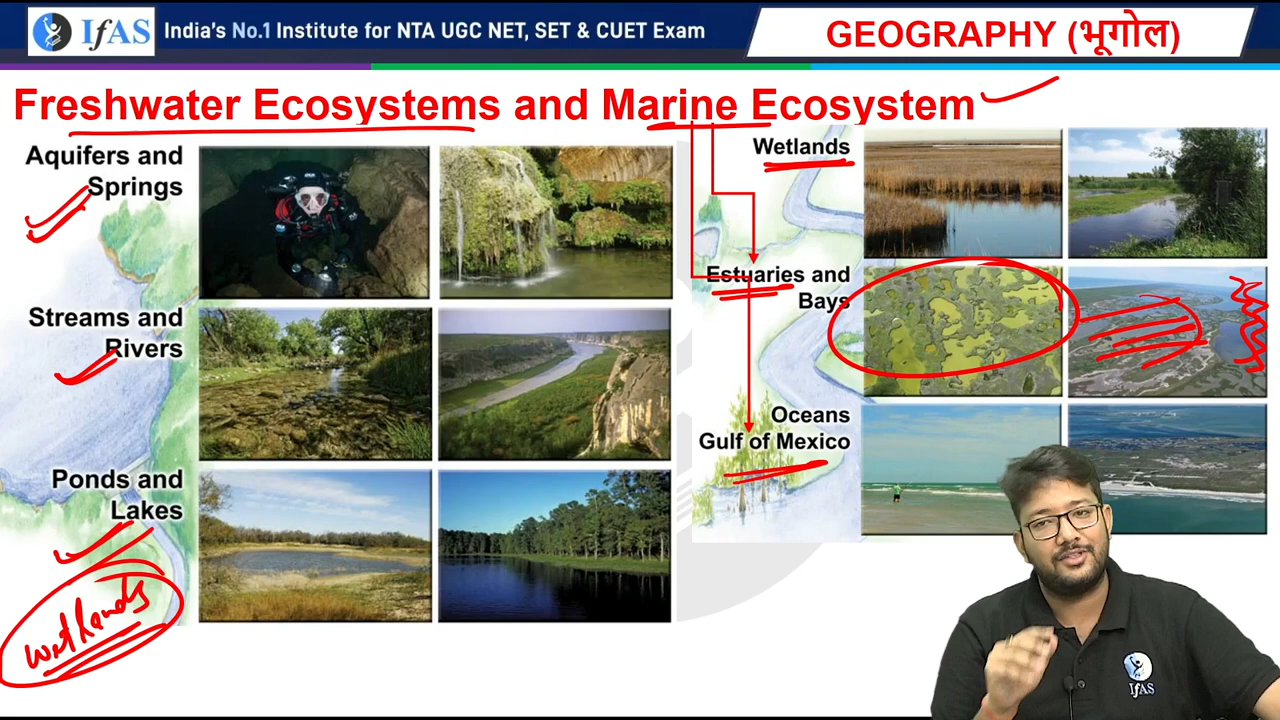 IfAS
India's No.1 Institute for NTA UGC NET, SET & CUET Exam
GEOGRAPHY (भूगोल)
Freshwater Ecosystems and Marine Ecosystem
Aquifers and
Springs
Streams and
Rivers
Ponds and
Lakes
wetlands
Wetlands
Estuaries and
Bays
Oceans
Gulf of Mexico
IfAS